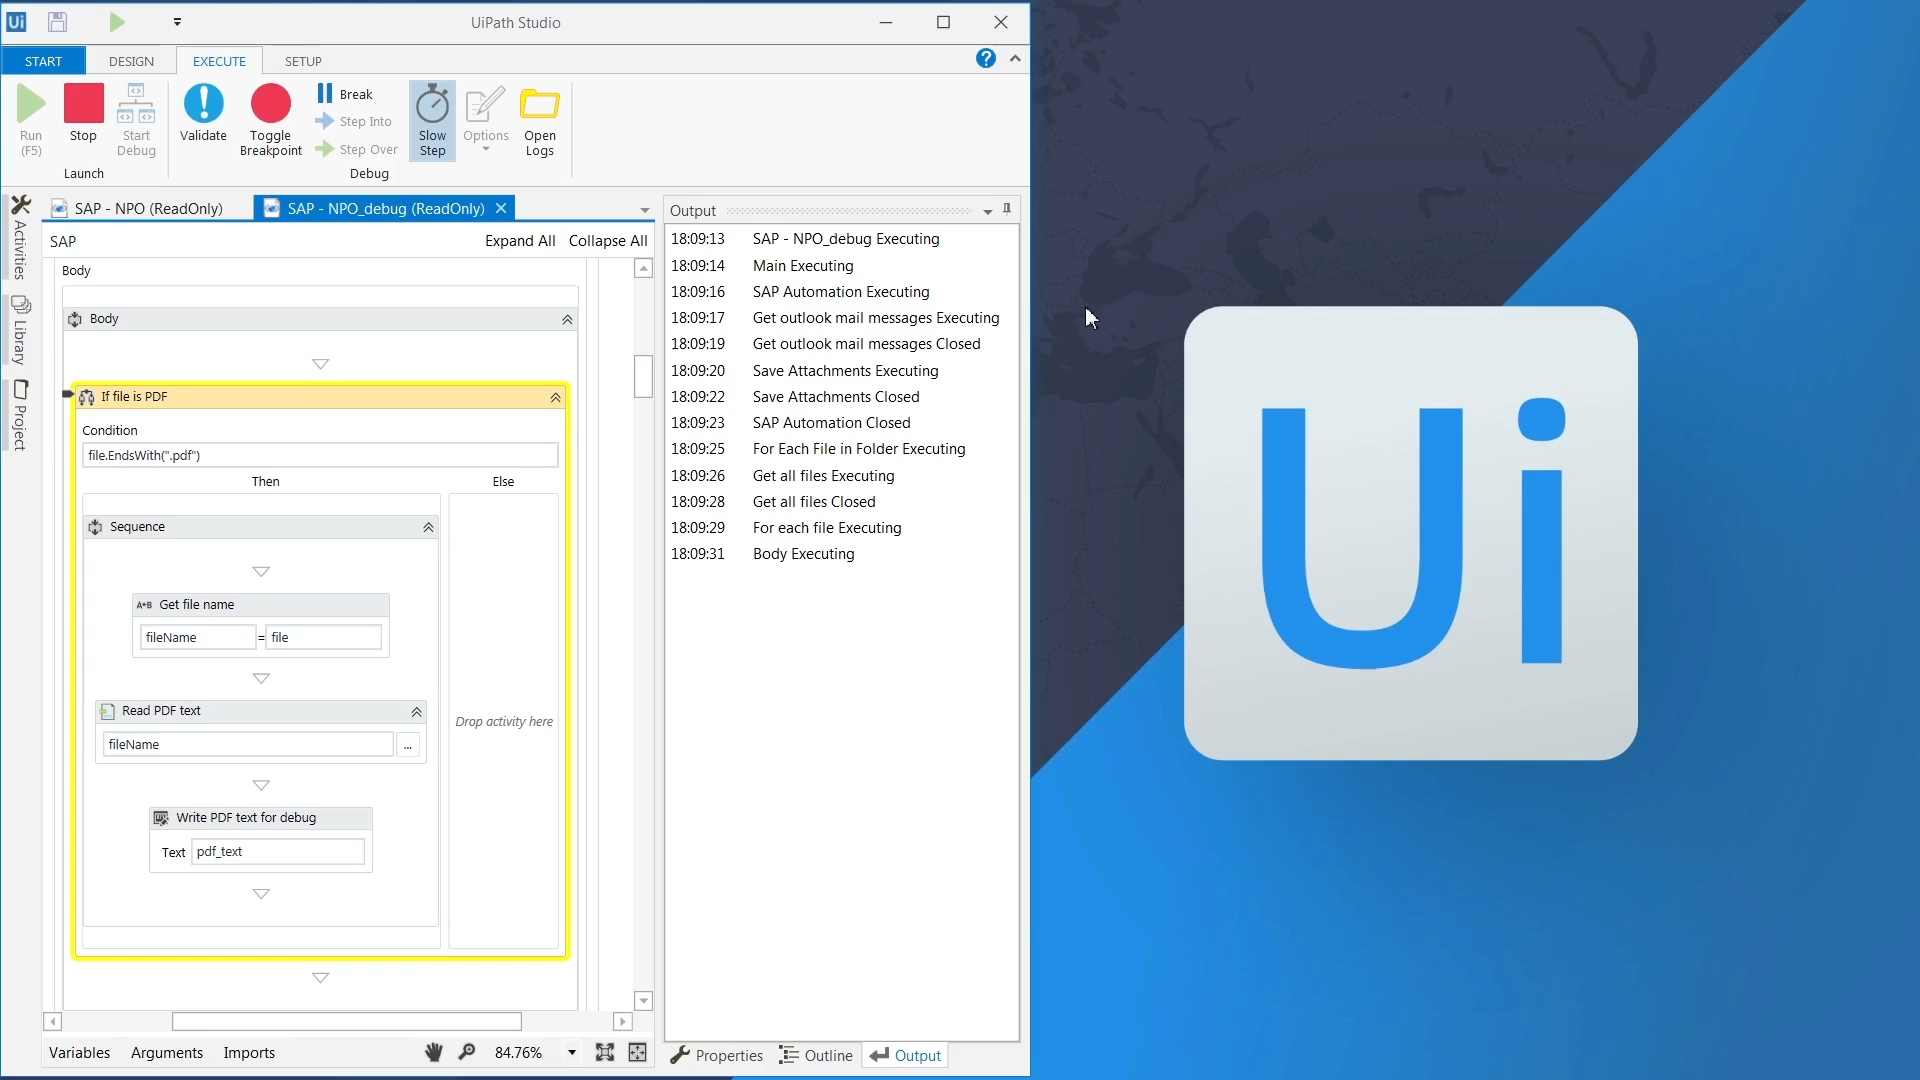 Ui
UiPath Studio
START
DESIGN
EXECUTE
SETUP
?
Run
(F5)
Stop
Start
Debug
Launch
Validate
Toggle
Breakpoint
Break
Step Into
Step Over
Debug
Slow
Step
Options
Open
Logs
Activities
Library
Project
SAP - NPO (ReadOnly)
SAP - NPO_debug (ReadOnly)
SAP
Expand All
Collapse All
Body
Body
If file is PDF
Condition
file.EndsWith(".pdf")
Then
Else
Sequence
A+B Get file name
fileName = file
Read PDF text
fileName ...
Write PDF text for debug
Text pdf_text
Drop activity here
Variables
Arguments
Imports
84.76%
Output
18:09:13 SAP - NPO_debug Executing
18:09:14 Main Executing
18:09:16 SAP Automation Executing
18:09:17 Get outlook mail messages Executing
18:09:19 Get outlook mail messages Closed
18:09:20 Save Attachments Executing
18:09:22 Save Attachments Closed
18:09:23 SAP Automation Closed
18:09:25 For Each File in Folder Executing
18:09:26 Get all files Executing
18:09:28 Get all files Closed
18:09:29 For each file Executing
18:09:31 Body Executing
Properties
Outline
Output
Ui